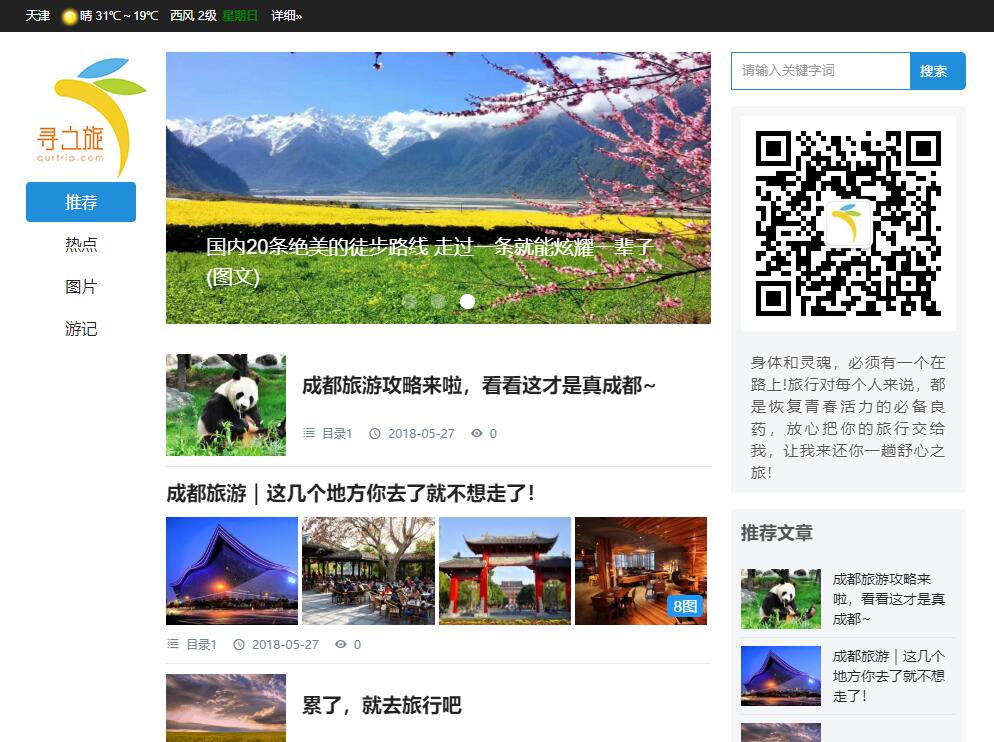 天津 晴 31℃ ~ 19℃ 西风 2级 星期日 详细»
寻之旅
qurtrip.com
推荐
热点
图片
游记
国内20条绝美的徒步路线 走过一条就能炫耀一辈子
(图文)
成都旅游攻略来啦，看看这才是真成都~
目录1 2018-05-27 0
成都旅游｜这几个地方你去了就不想走了!
8图
目录1 2018-05-27 0
累了，就去旅行吧
请输入关键字词 搜索
身体和灵魂，必须有一个在
路上!旅行对每个人来说，都
是恢复青春活力的必备良
药，放心把你的旅行交给
我，让我来还你一趟舒心之
旅!
推荐文章
成都旅游攻略来
啦，看看这才是真
成都~
成都旅游｜这几个
地方你去了就不想
走了!